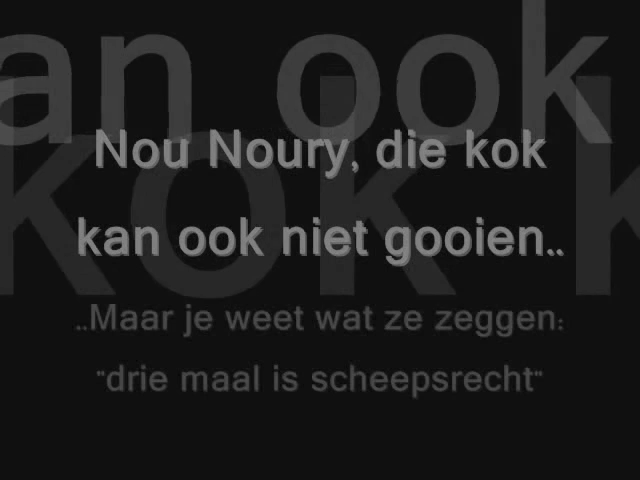 an ook
kok k
Nou Noury, die kok
kan ook niet gooien..
..Maar je weet wat ze zeggen:
"drie maal is scheepsrecht"